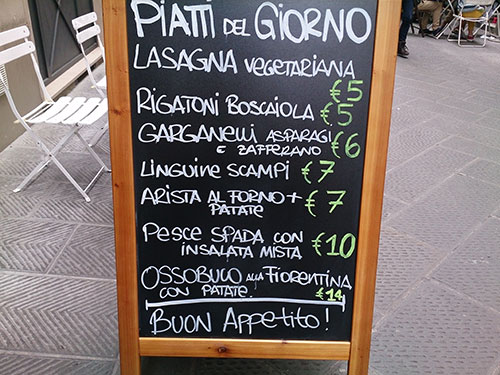 PIATTI DEL GIORNO
LASAGNA VEGETARIANA
€5
RIGATONI BOSCAIOLA €5
GARGANELLI ASPARAGI
E ZAFFERANO €6
LINGUINE SCAMPI €7
ARISTA AL FORNO +
PATATE €7
PESCE SPADA CON
INSALATA MISTA €10
OSSOBUCO ALLA FIORENTINA
CON PATATE €14
BUON APPETITO!